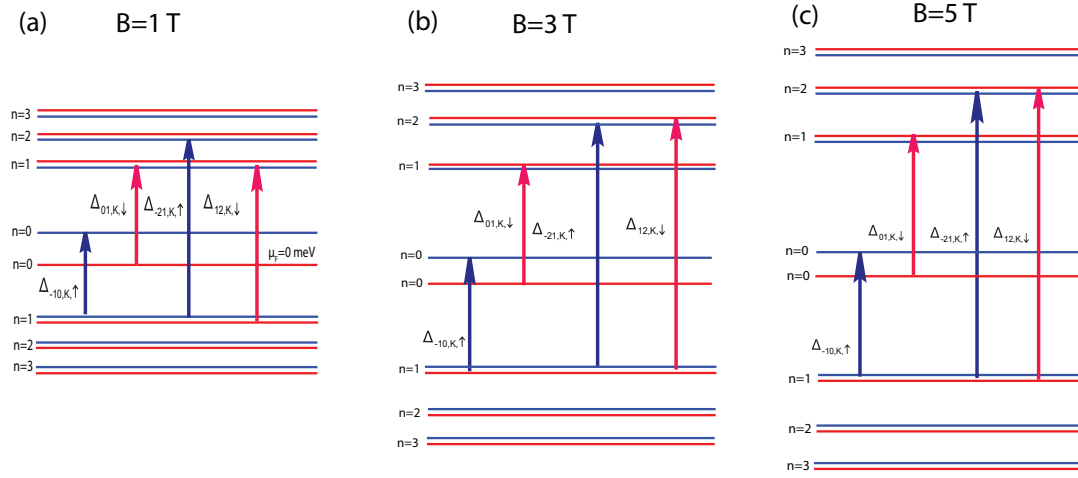 (a)
B=1 T
n=3
n=2
n=1
Δ01,K,↓
Δ-21,K,↑
Δ12,K,↓
n=0
μF=0 meV
n=0
Δ-10,K,↑
n=1
n=2
n=3
(b)
B=3 T
n=3
n=2
n=1
Δ01,K,↓
Δ-21,K,↑
Δ12,K,↓
n=0
n=0
Δ-10,K,↑
n=1
n=2
n=3
(c)
B=5 T
n=3
n=2
n=1
Δ01,K,↓
Δ-21,K,↑
Δ12,K,↓
n=0
n=0
Δ-10,K,↑
n=1
n=2
n=3